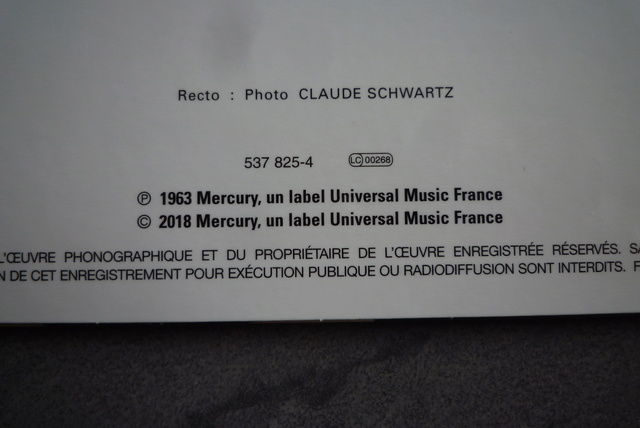 Recto : Photo CLAUDE SCHWARTZ
537 825-4 LC 00268
℗ 1963 Mercury, un label Universal Music France
© 2018 Mercury, un label Universal Music France
L'ŒUVRE PHONOGRAPHIQUE ET DU PROPRIÉTAIRE DE L'ŒUVRE ENREGISTRÉE RÉSERVÉS.
DE CET ENREGISTREMENT POUR EXÉCUTION PUBLIQUE OU RADIODIFFUSION SONT INTERDITS.